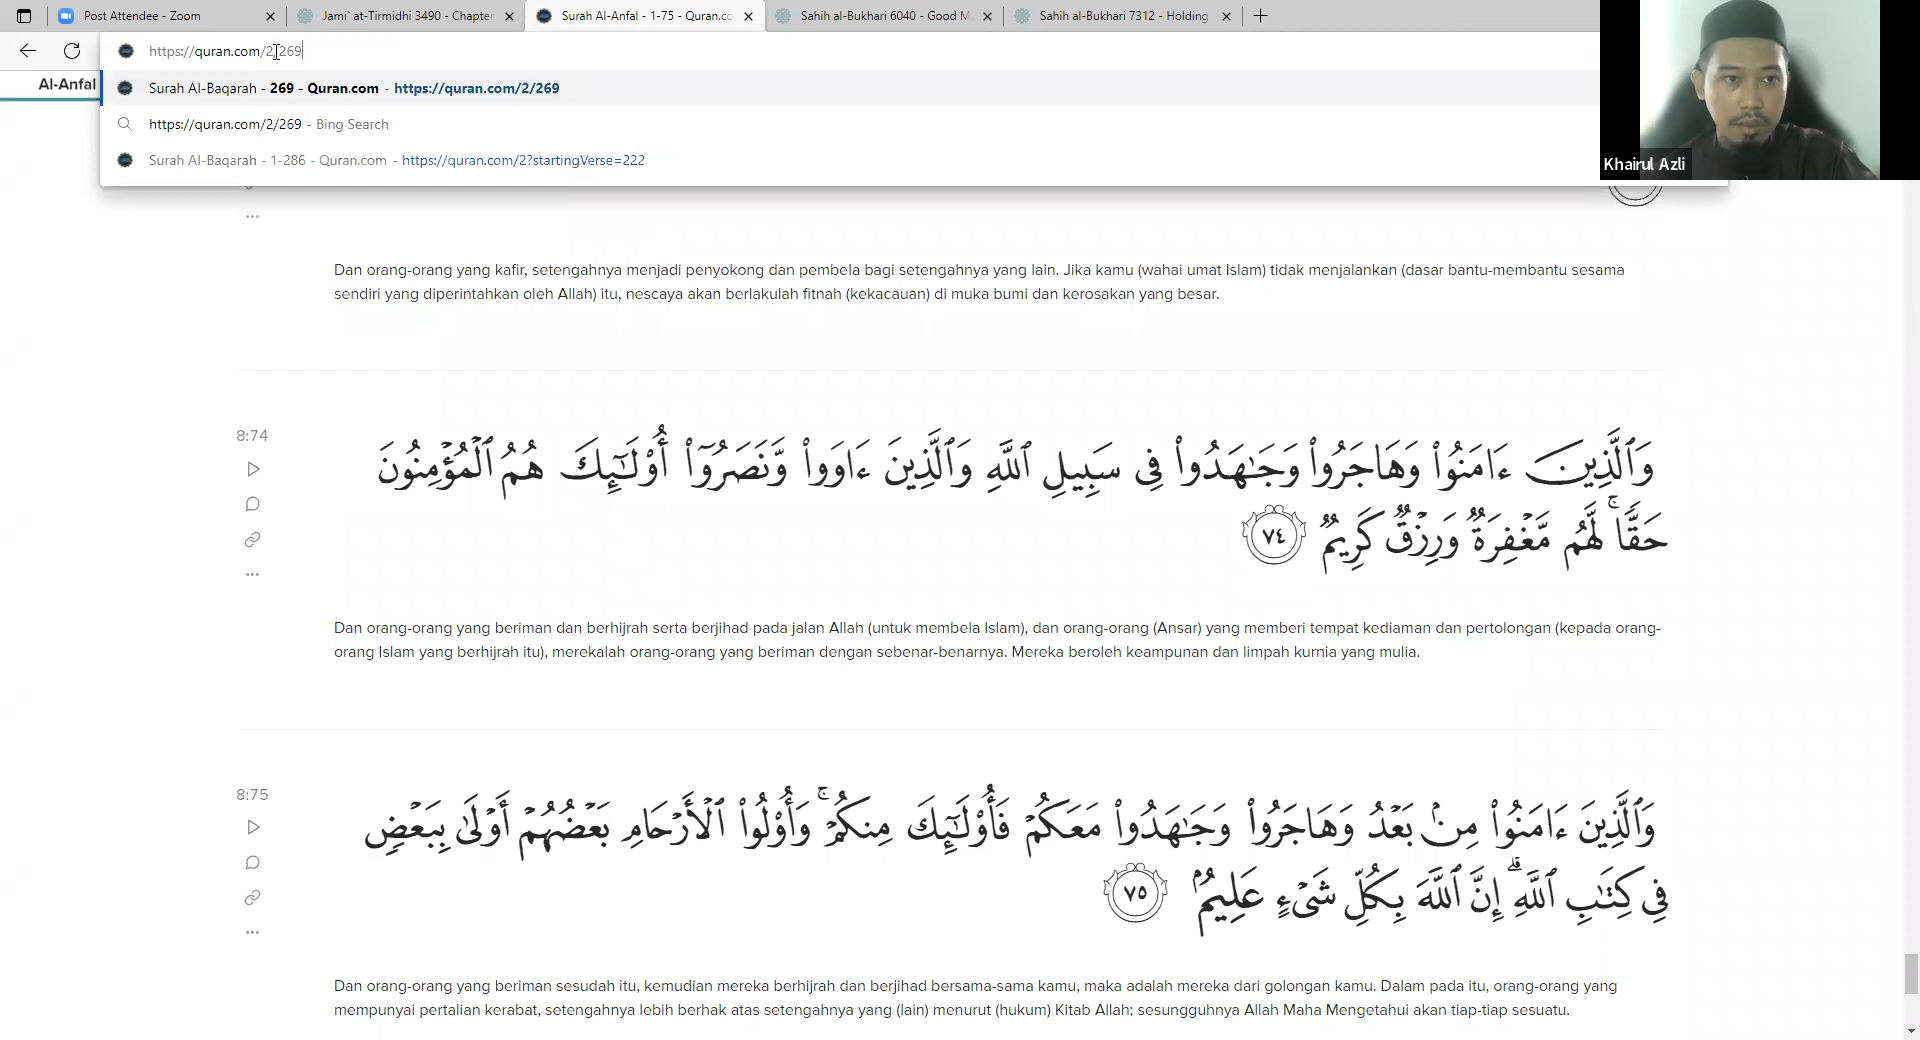 Post Attendee - Zoom
Jami` at-Tirmidhi 3490 - Chapter
Surah Al-Anfal - 1-75 - Quran.co
Sahih al-Bukhari 6040 - Good M
Sahih al-Bukhari 7312 - Holding
https://quran.com/2/269
Al-Anfal
Surah Al-Baqarah - 269 - Quran.com - https://quran.com/2/269
https://quran.com/2/269 - Bing Search
Surah Al-Baqarah - 1-286 - Quran.com - https://quran.com/2?startingVerse=222
Khairul Azli
Dan orang-orang yang kafir, setengahnya menjadi penyokong dan pembela bagi setengahnya yang lain. Jika kamu (wahai umat Islam) tidak menjalankan (dasar bantu-membantu sesama
sendiri yang diperintahkan oleh Allah) itu, nescaya akan berlakulah fitnah (kekacauan) di muka bumi dan kerosakan yang besar.
8:74
وَٱلَّذِينَ ءَامَنُوا۟ وَهَاجَرُوا۟ وَجَـٰهَدُوا۟ فِى سَبِيلِ ٱللَّهِ وَٱلَّذِينَ ءَاوَوا۟ وَّنَصَرُوٓا۟ أُو۟لَـٰٓئِكَ هُمُ ٱلْمُؤْمِنُونَ
حَقًّا ۚ لَّهُم مَّغْفِرَةٌ وَرِزْقٌ كَرِيمٌ ٧٤
Dan orang-orang yang beriman dan berhijrah serta berjihad pada jalan Allah (untuk membela Islam), dan orang-orang (Ansar) yang memberi tempat kediaman dan pertolongan (kepada orang-
orang Islam yang berhijrah itu), merekalah orang-orang yang beriman dengan sebenar-benarnya. Mereka beroleh keampunan dan limpah kurnia yang mulia.
8:75
وَٱلَّذِينَ ءَامَنُوا۟ مِنۢ بَعْدُ وَهَاجَرُوا۟ وَجَـٰهَدُوا۟ مَعَكُمْ فَأُو۟لَـٰٓئِكَ مِنكُمْ ۚ وَأُو۟لُوا۟ ٱلْأَرْحَامِ بَعْضُهُمْ أَوْلَىٰ بِبَعْضٍ
فِى كِتَـٰبِ ٱللَّهِ ۗ إِنَّ ٱللَّهَ بِكُلِّ شَىْءٍ عَلِيمٌۢ ٧٥
Dan orang-orang yang beriman sesudah itu, kemudian mereka berhijrah dan berjihad bersama-sama kamu, maka adalah mereka dari golongan kamu. Dalam pada itu, orang-orang yang
mempunyai pertalian kerabat, setengahnya lebih berhak atas setengahnya yang (lain) menurut (hukum) Kitab Allah; sesungguhnya Allah Maha Mengetahui akan tiap-tiap sesuatu.